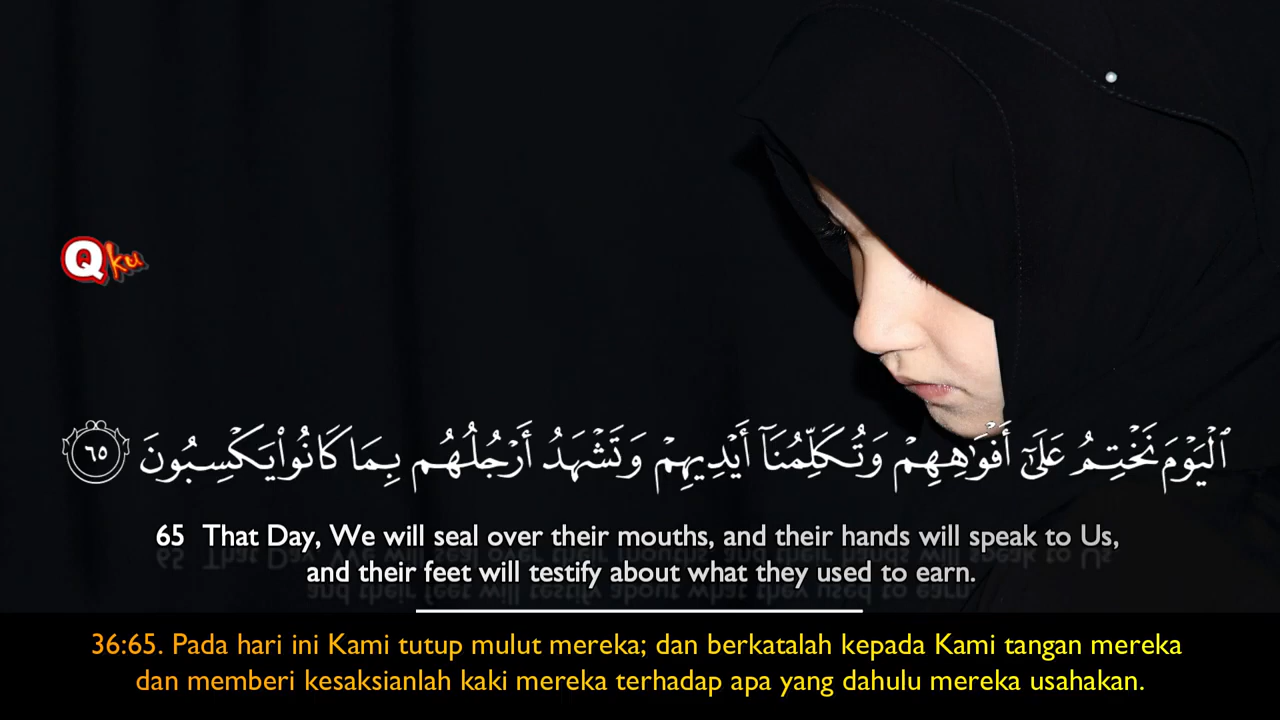 Qku
ٱلْيَوْمَ نَخْتِمُ عَلَىٰٓ أَفْوَٰهِهِمْ وَتُكَلِّمُنَآ أَيْدِيهِمْ وَتَشْهَدُ أَرْجُلُهُم بِمَا كَانُوا۟ يَكْسِبُونَ ٦٥
65 That Day, We will seal over their mouths, and their hands will speak to Us,
and their feet will testify about what they used to earn.
36:65. Pada hari ini Kami tutup mulut mereka; dan berkatalah kepada Kami tangan mereka
dan memberi kesaksianlah kaki mereka terhadap apa yang dahulu mereka usahakan.